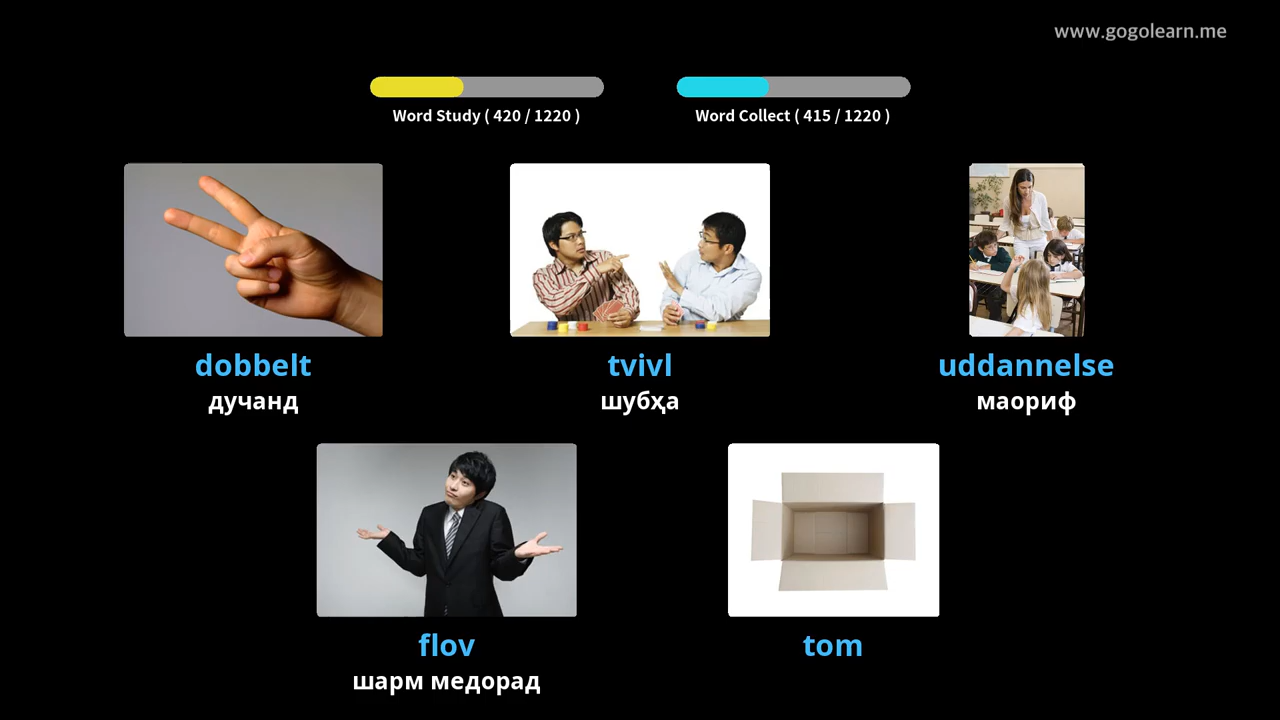 www.gogolearn.me
Word Study ( 420 / 1220 )
Word Collect ( 415 / 1220 )
dobbelt
дучанд
tvivl
шубҳа
uddannelse
маориф
flov
шарм медорад
tom